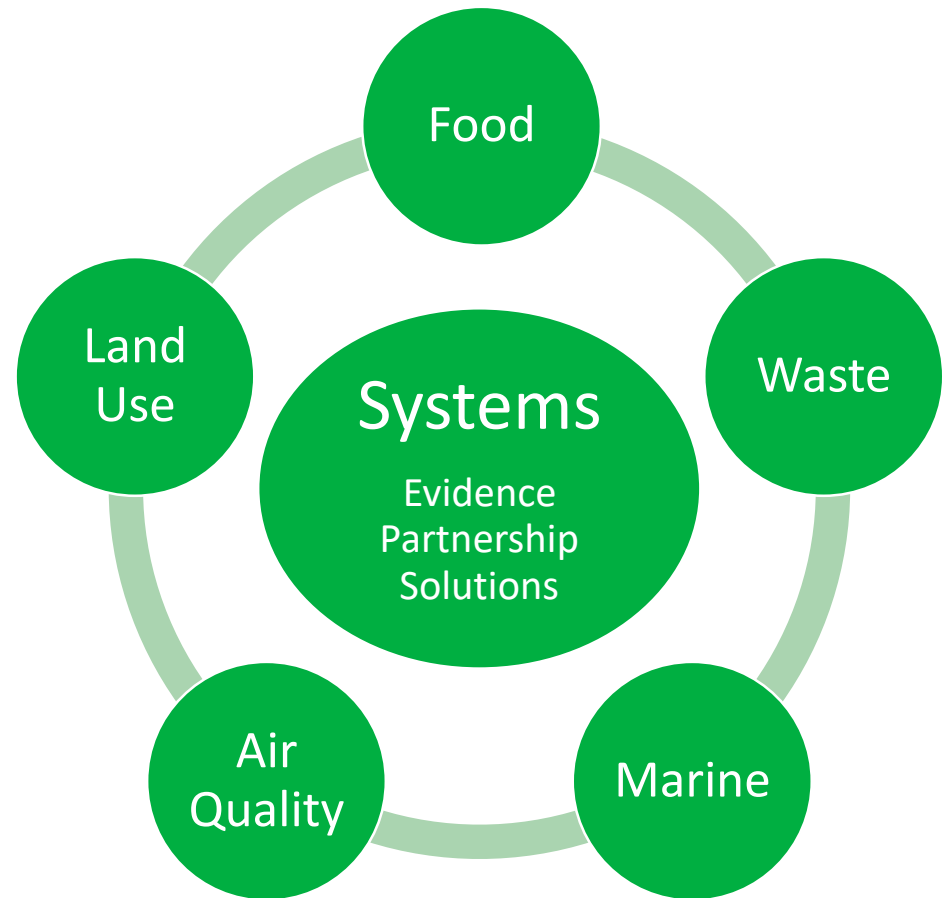 Food
Land
Use
Waste
Systems
Evidence
Partnership
Solutions
Air
Quality
Marine